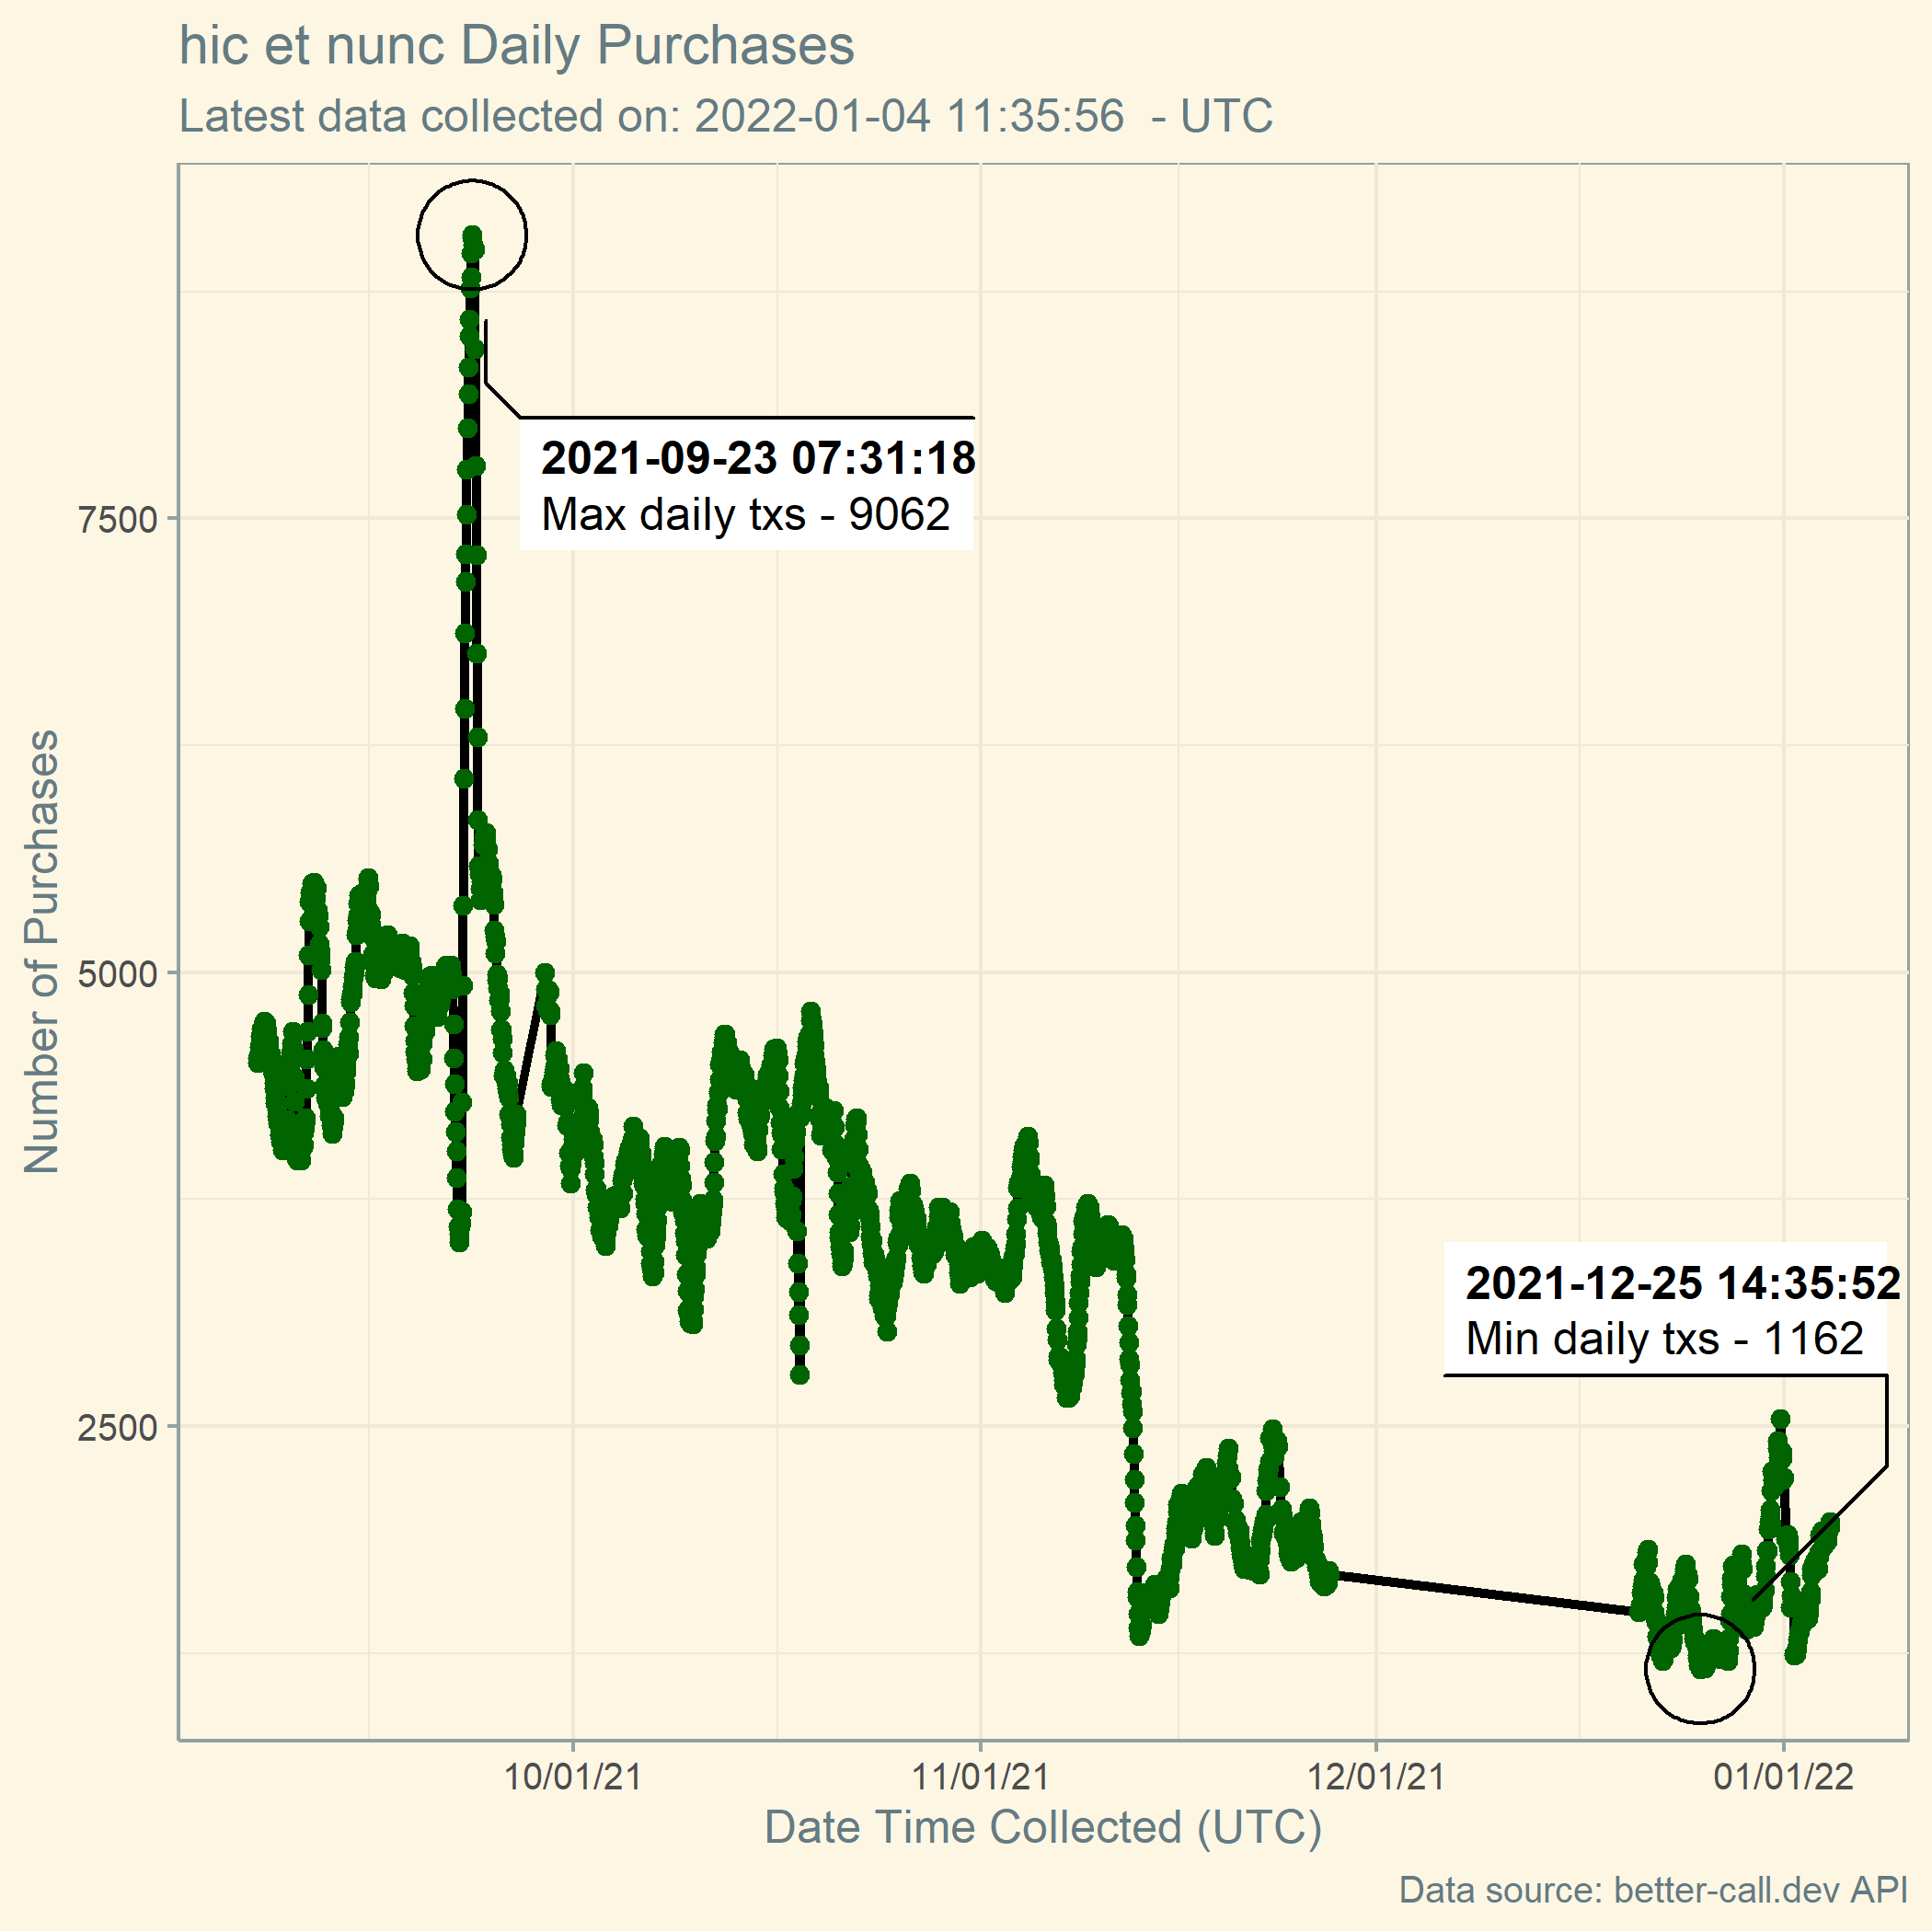 hic et nunc Daily Purchases
Latest data collected on: 2022-01-04 11:35:56  - UTC
Number of Purchases
7500
5000
2500
2021-09-23 07:31:18
Max daily txs - 9062
2021-12-25 14:35:52
Min daily txs - 1162
10/01/21
11/01/21
12/01/21
01/01/22
Date Time Collected (UTC)
Data source: better-call.dev API